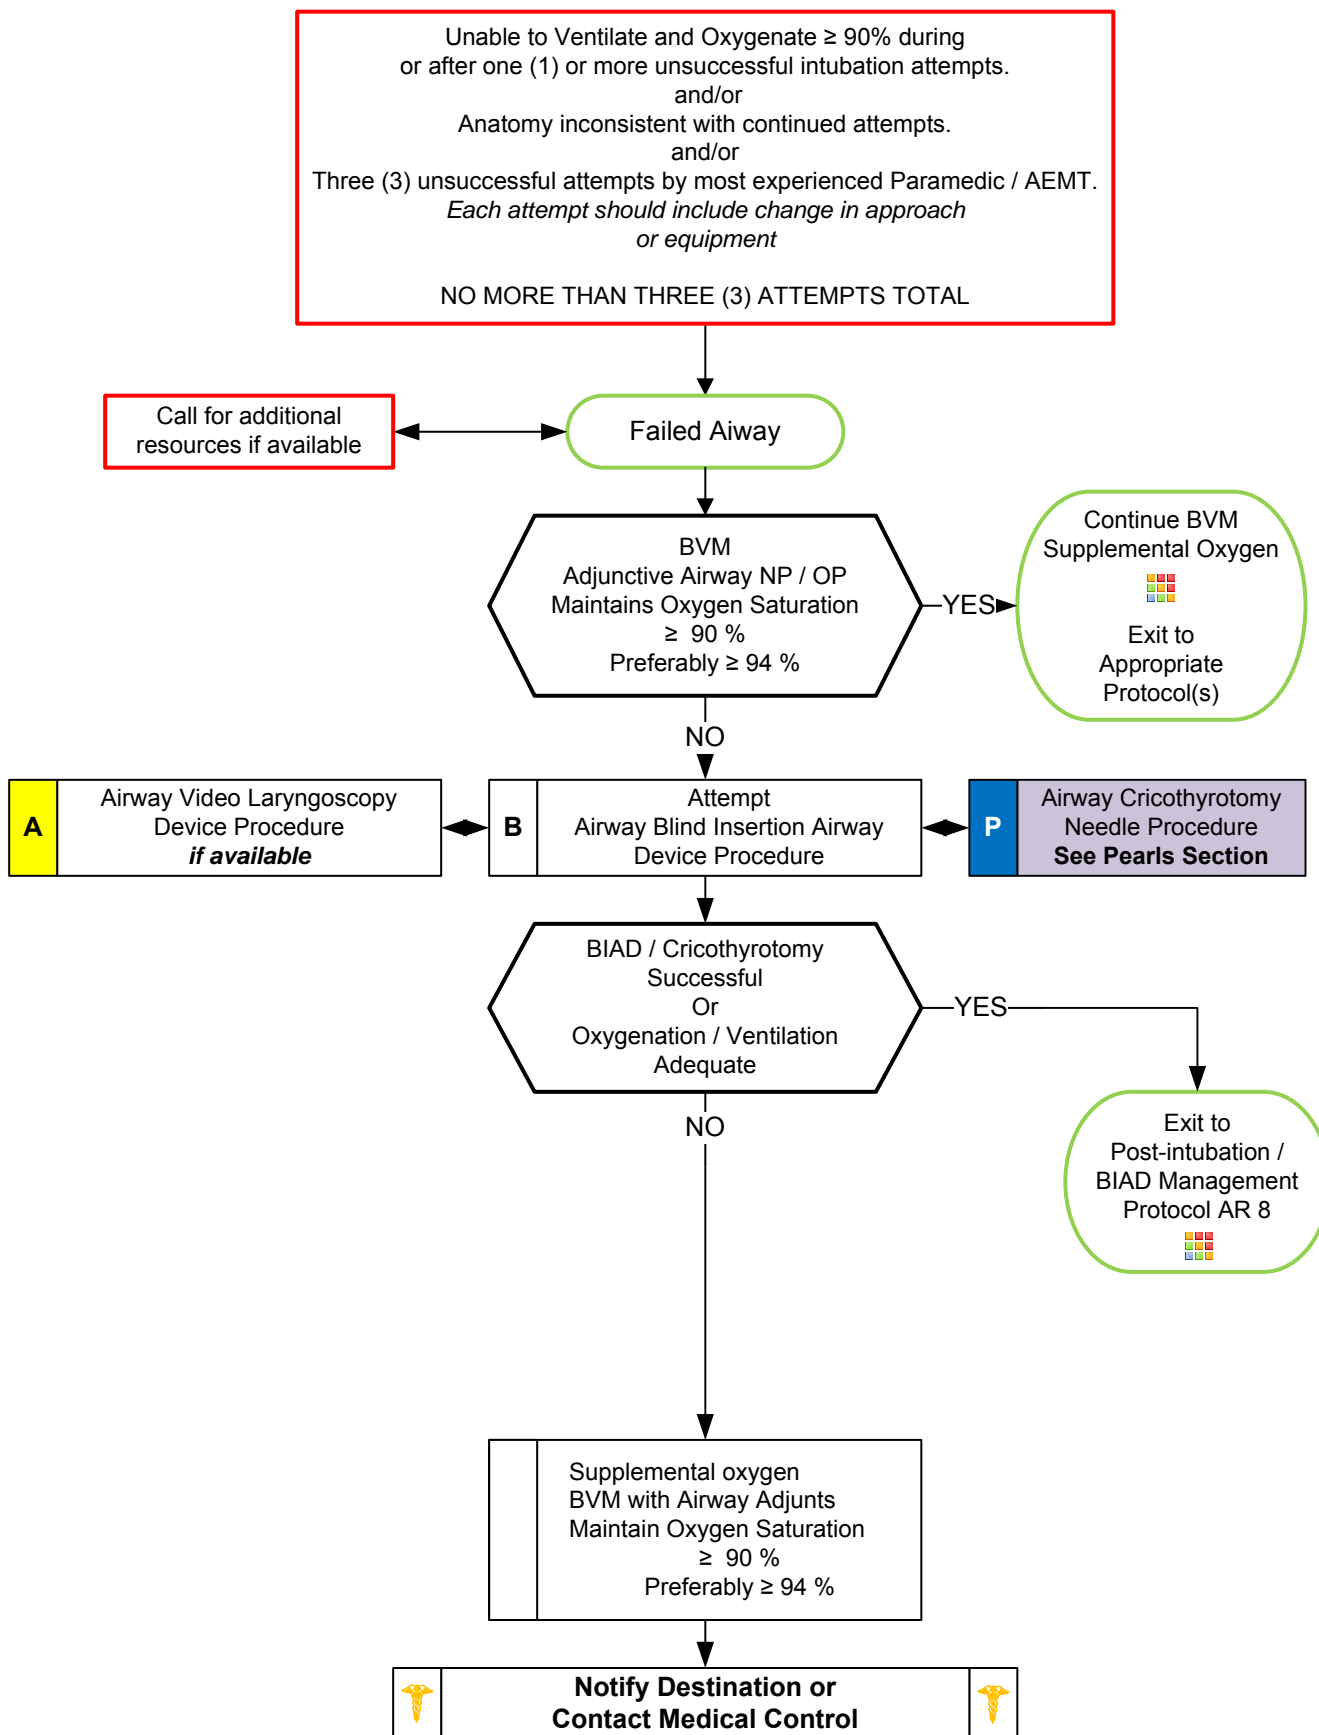 Unable to Ventilate and Oxygenate ≥ 90% during
or after one (1) or more unsuccessful intubation attempts.
and/or
Anatomy inconsistent with continued attempts.
and/or
Three (3) unsuccessful attempts by most experienced Paramedic / AEMT.
Each attempt should include change in approach
or equipment
NO MORE THAN THREE (3) ATTEMPTS TOTAL
Call for additional
resources if available
Failed Aiway
BVM
Adjunctive Airway NP / OP
Maintains Oxygen Saturation
≥ 90 %
Preferably ≥ 94 %
YES
Continue BVM
Supplemental Oxygen
Exit to
Appropriate
Protocol(s)
NO
A
Airway Video Laryngoscopy
Device Procedure
if available
B
Attempt
Airway Blind Insertion Airway
Device Procedure
P
Airway Cricothyrotomy
Needle Procedure
See Pearls Section
BIAD / Cricothyrotomy
Successful
Or
Oxygenation / Ventilation
Adequate
YES
Exit to
Post-intubation /
BIAD Management
Protocol AR 8
NO
Supplemental oxygen
BVM with Airway Adjunts
Maintain Oxygen Saturation
≥ 90 %
Preferably ≥ 94 %
Notify Destination or
Contact Medical Control